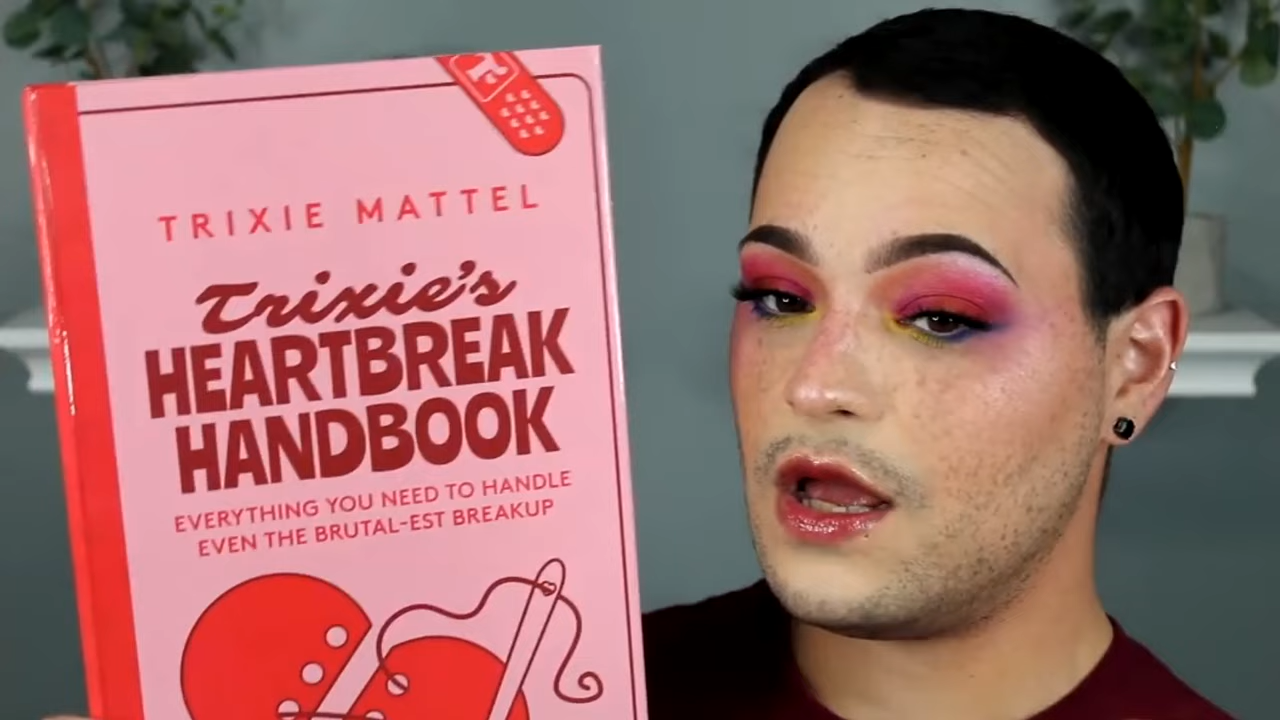 TRIXIE MATTEL
Trixie's
HEARTBREAK
HANDBOOK
EVERYTHING YOU NEED TO HANDLE
EVEN THE BRUTAL-EST BREAKUP